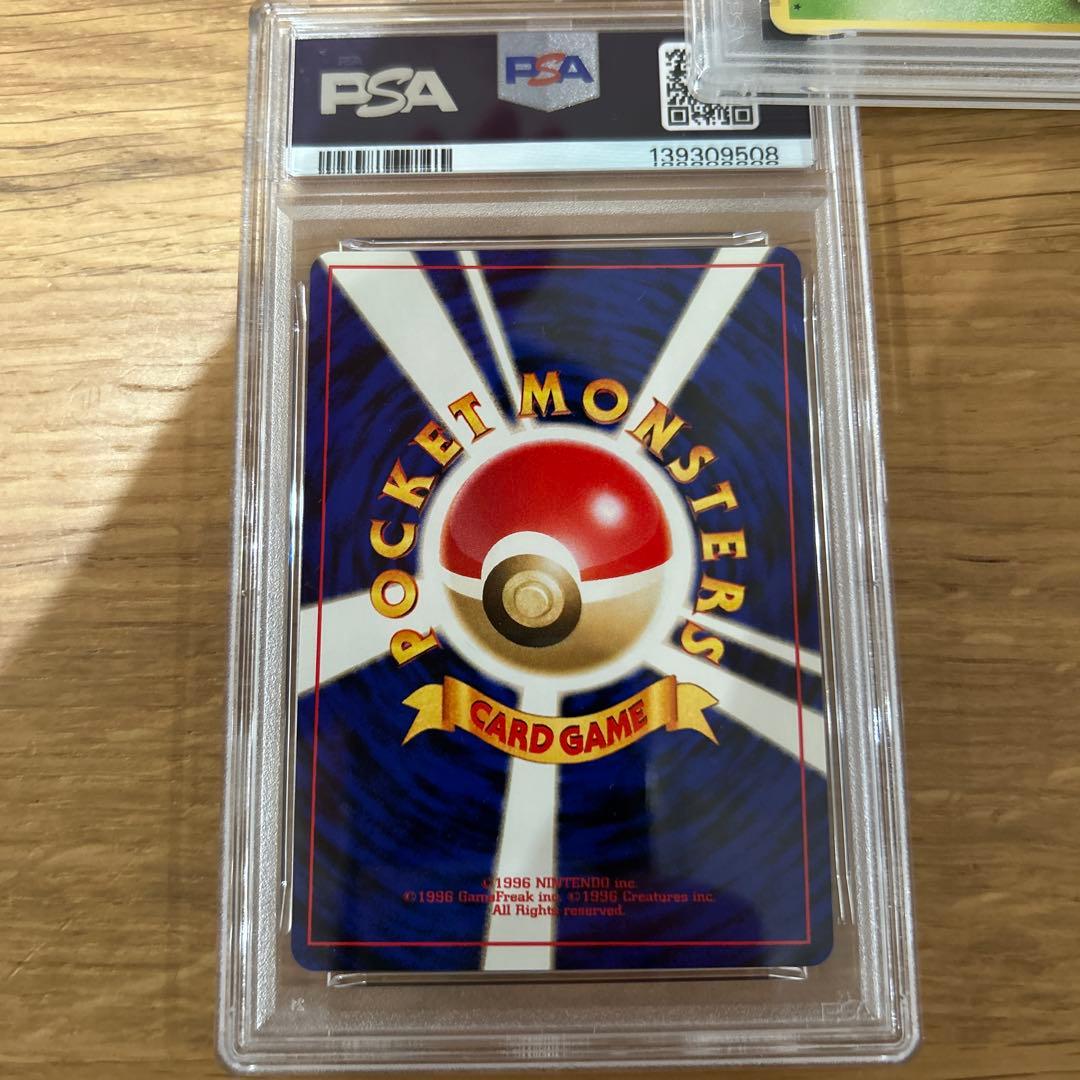 PSA
PSA
139309508
POCKET MONSTERS
CARD GAME
©1996 NINTENDO inc.
©1996 GameFreak inc. ©1996 Creatures inc.
All Rights reserved.
PSA